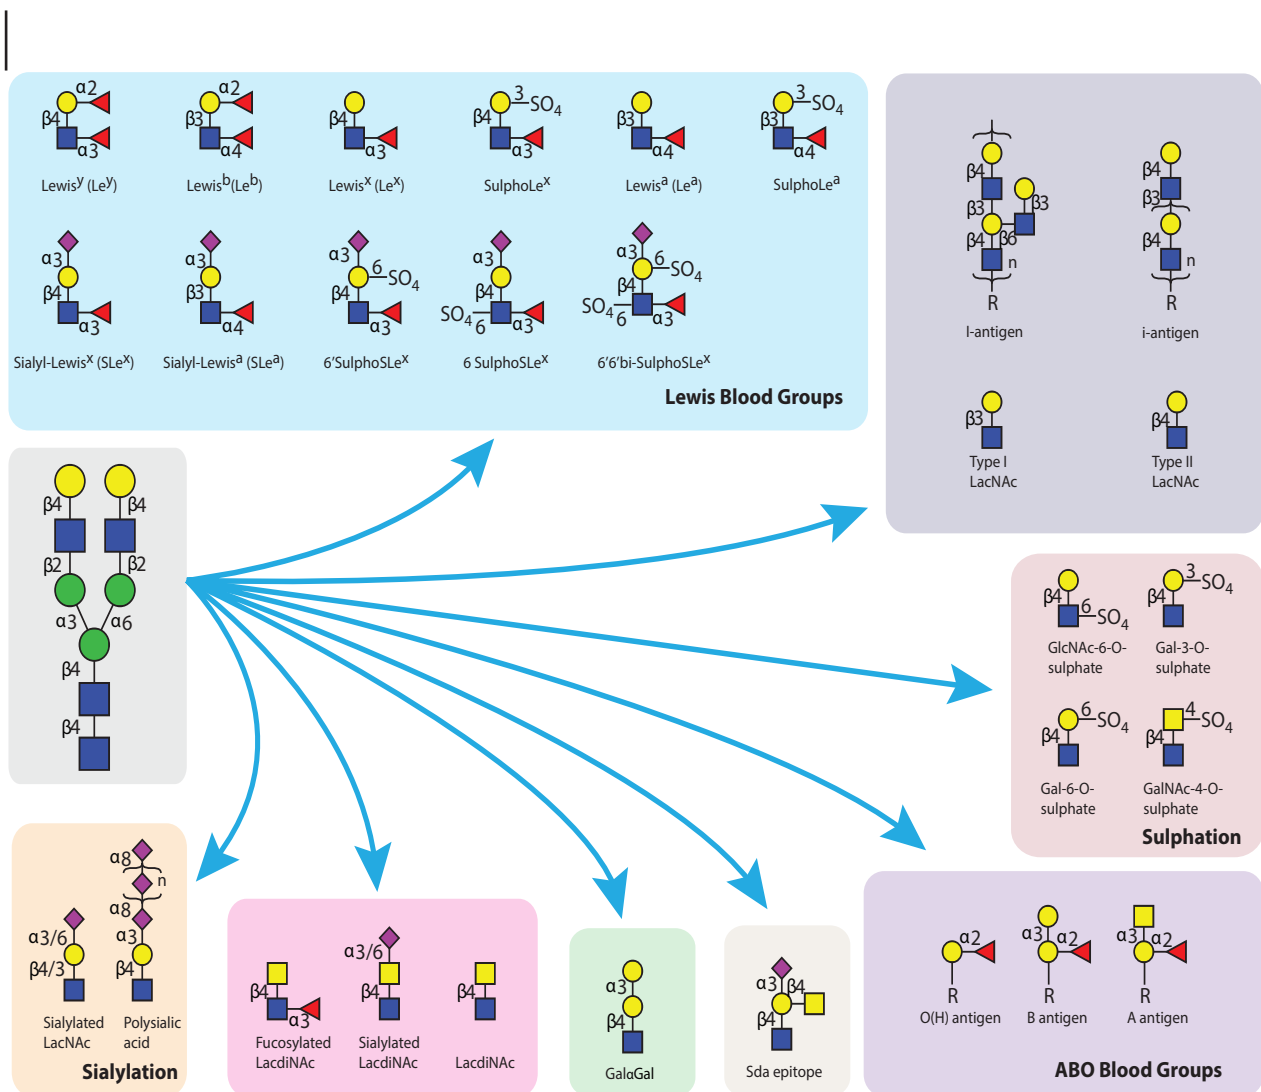 α2
β4
α3
Lewisʸ (Leʸ)
α2
β3
α4
Lewisᵇ(Leᵇ)
β4
α3
Lewisˣ (Leˣ)
3 SO₄
β4
α3
SulphoLeˣ
β3
α4
Lewisᵃ (Leᵃ)
3 SO₄
β3
α4
SulphoLeᵃ
α3
β4
α3
Sialyl-Lewisˣ (SLeˣ)
α3
β3
α4
Sialyl-Lewisᵃ (SLeᵃ)
α3
6 SO₄
β4
α3
6'SulphoSLeˣ
α3
β4
SO₄ 6
α3
6 SulphoSLeˣ
α3
6 SO₄
β4
SO₄ 6
α3
6'6'bi-SulphoSLeˣ
Lewis Blood Groups
β4
β3
β3
β6
β4
n
R
I-antigen
β4
β3
β4
n
R
i-antigen
β3
Type I
LacNAc
β4
Type II
LacNAc
β4
β4
β2
β2
α3
α6
β4
β4
β4
6 SO₄
GlcNAc-6-O-
sulphate
3 SO₄
β4
Gal-3-O-
sulphate
6 SO₄
β4
Gal-6-O-
sulphate
4 SO₄
β4
GalNAc-4-O-
sulphate
Sulphation
α3/6
β4/3
Sialylated
LacNAc
α8
n
α8
α3
β4
Polysialic
acid
Sialylation
β4
α3
Fucosylated
LacdiNAc
α3/6
β4
Sialylated
LacdiNAc
β4
LacdiNAc
α3
β4
GalαGal
α3
β4
β4
Sda epitope
α2
R
O(H) antigen
α3
α2
R
B antigen
α3
α2
R
A antigen
ABO Blood Groups